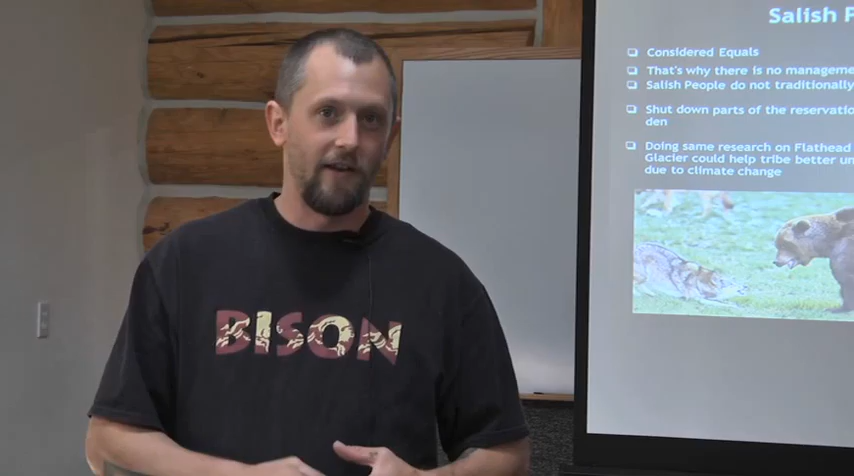 Salish P
Considered Equals
That's why there is no manageme
Salish People do not traditionally
Shut down parts of the reservatio
den
Doing same research on Flathead
Glacier could help tribe better un
due to climate change
BISON